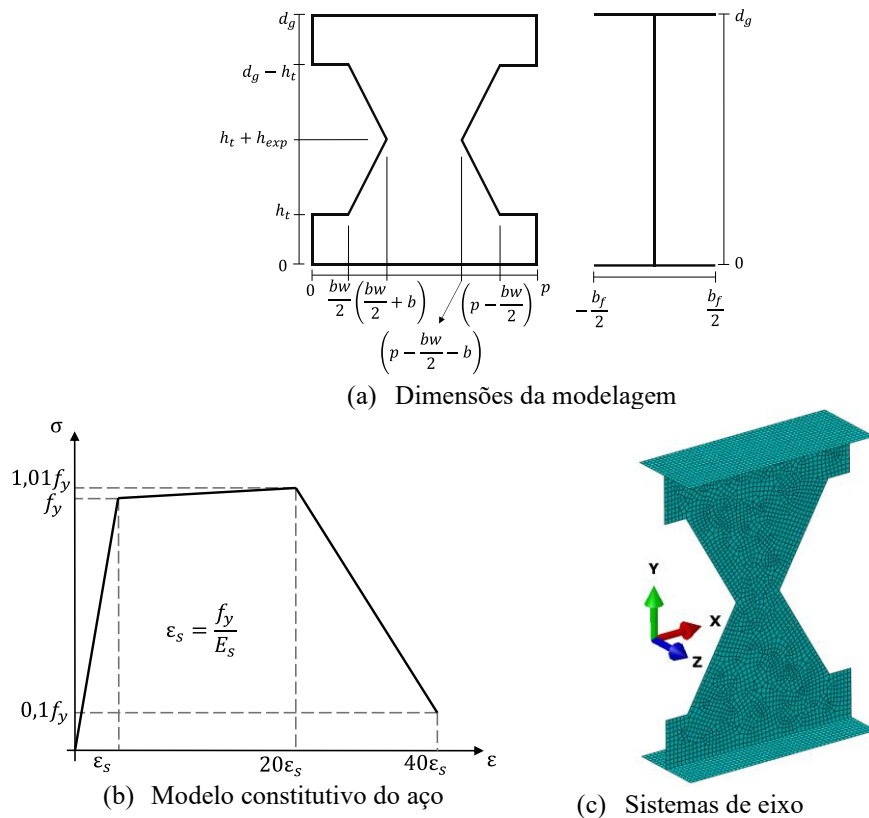 d_g
d_g − h_t
h_t + h_exp
h_t
0
0
bw/2
(bw/2 + b)
(p − bw/2)
p
(p − bw/2 − b)
d_g
0
−b_f/2
b_f/2
(a) Dimensões da modelagem
σ
1,01f_y
f_y
ε_s = f_y/E_s
0,1f_y
ε_s
20ε_s
40ε_s
ε
(b) Modelo constitutivo do aço
Y
X
Z
(c) Sistemas de eixo